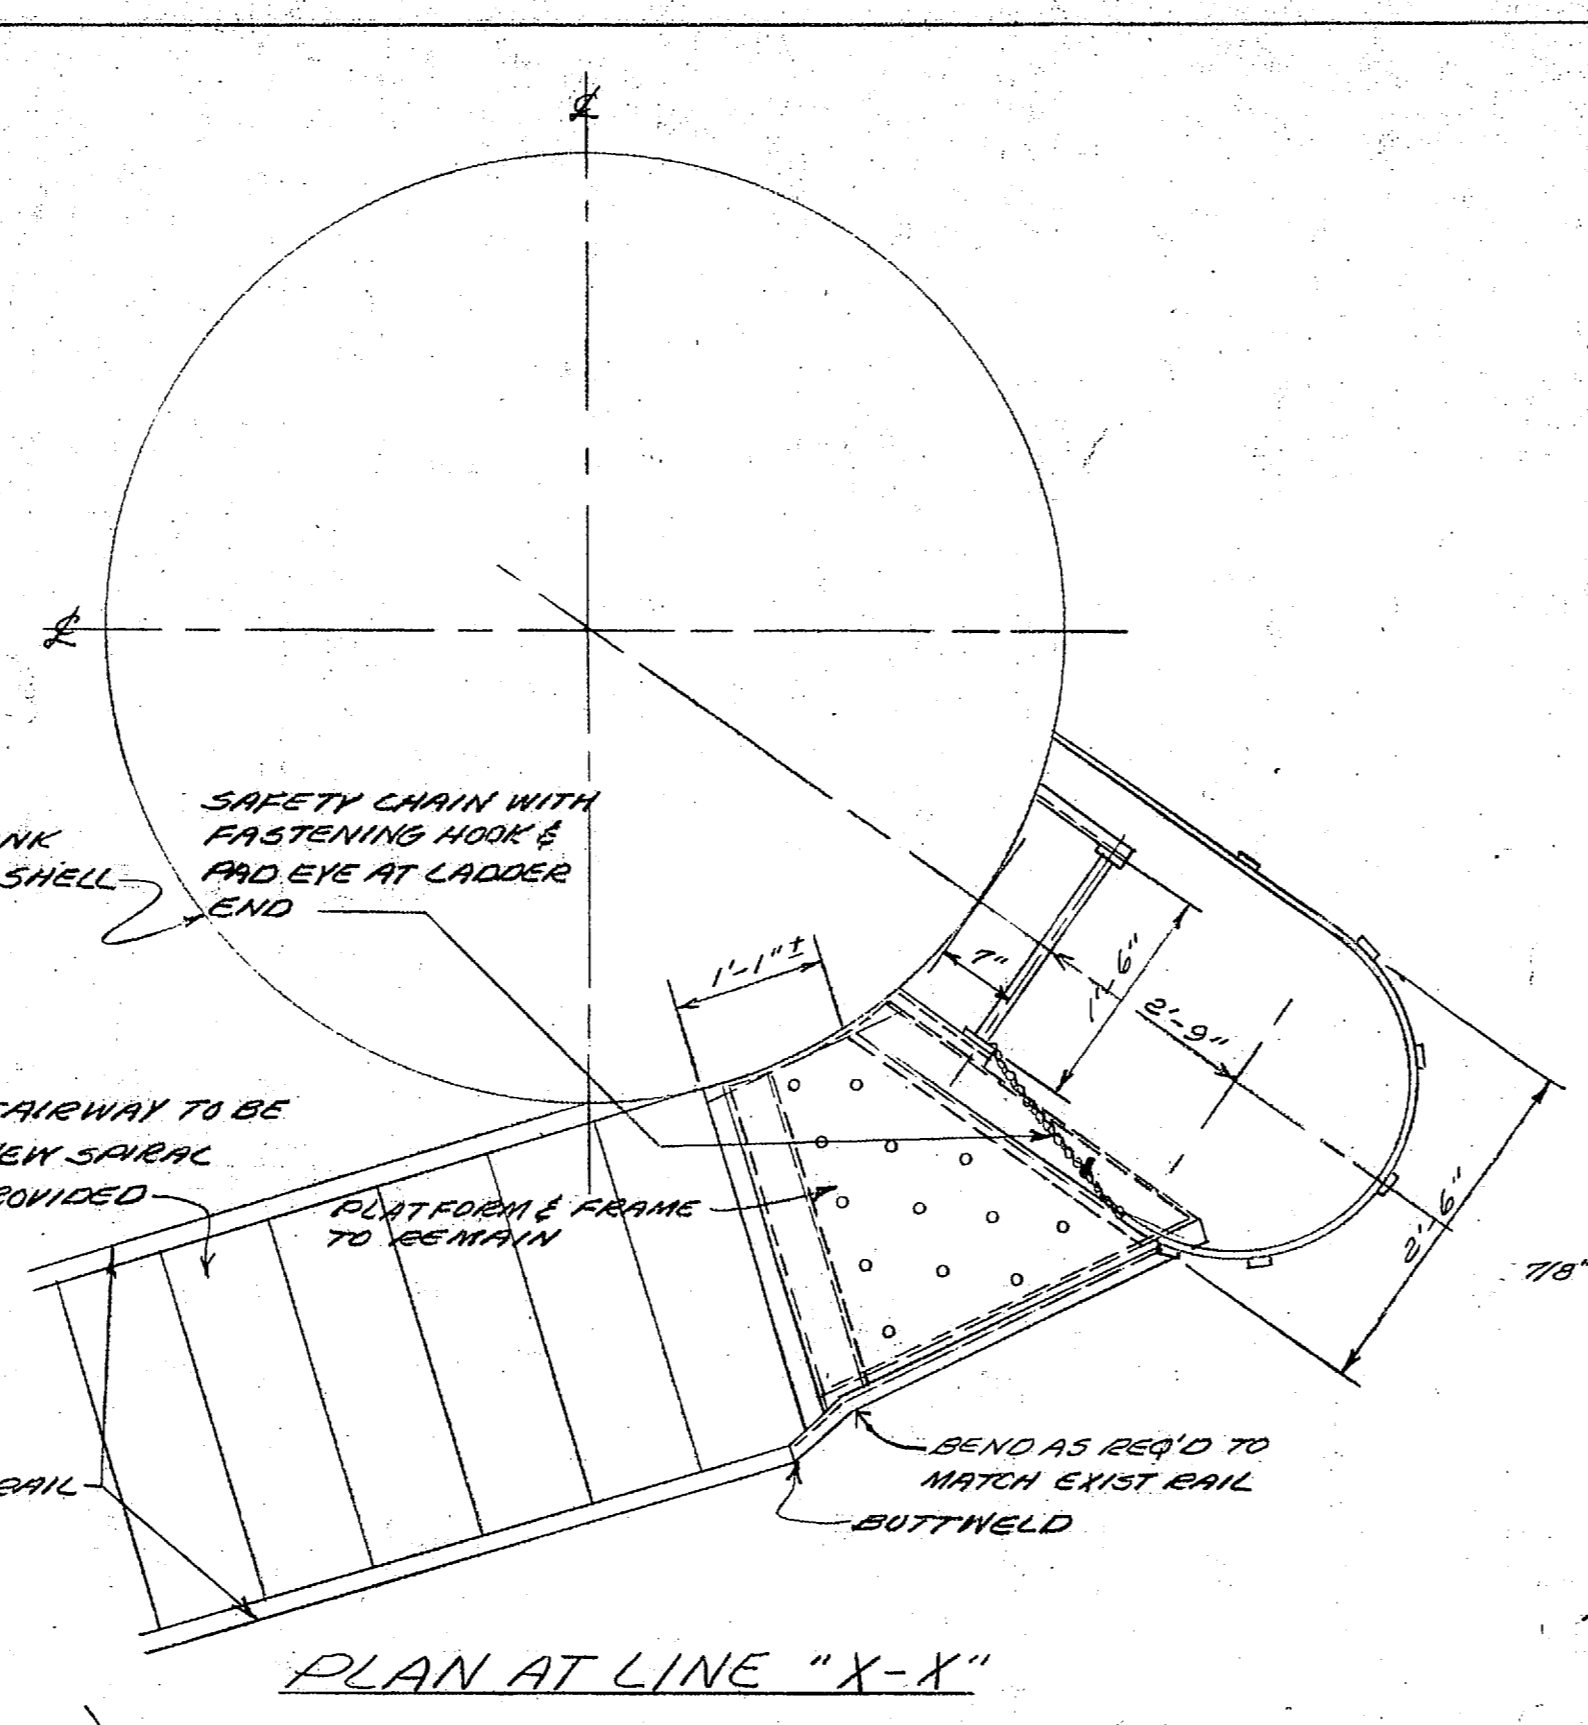 ℄
℄
SAFETY CHAIN WITH
FASTENING HOOK &
PAD EYE AT LADDER
END
NK
SHELL
1'-1"±
7"
1'-6"
2'-9"
2'-6"
7/8"
TAIRWAY TO BE
EW SPIRAL
ROVIDED
PLATFORM & FRAME
TO REMAIN
RAIL
BEND AS REQ'D TO
MATCH EXIST RAIL
BUTTWELD
PLAN AT LINE "X-X"